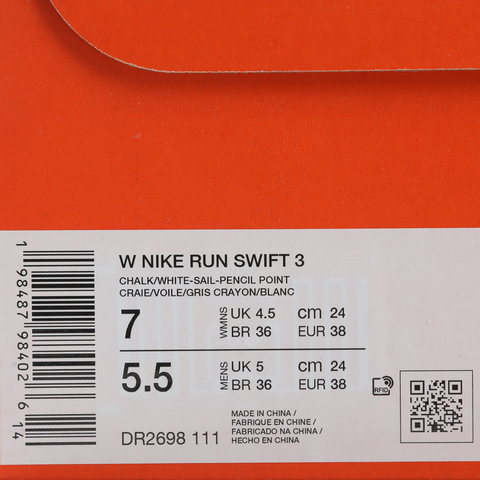 W NIKE RUN SWIFT 3
CHALK/WHITE-SAIL-PENCIL POINT
CRAIE/VOILE/GRIS CRAYON/BLANC
7 WMNS UK 4.5 cm 24
BR 36 EUR 38
5.5 MENS UK 5 cm 24
BR 36 EUR 38
RFID
DR2698 111
MADE IN CHINA /
FABRIQUE EN CHINE /
FABRICADO NA CHINA /
HECHO EN CHINA
1 98487 98402 6 14